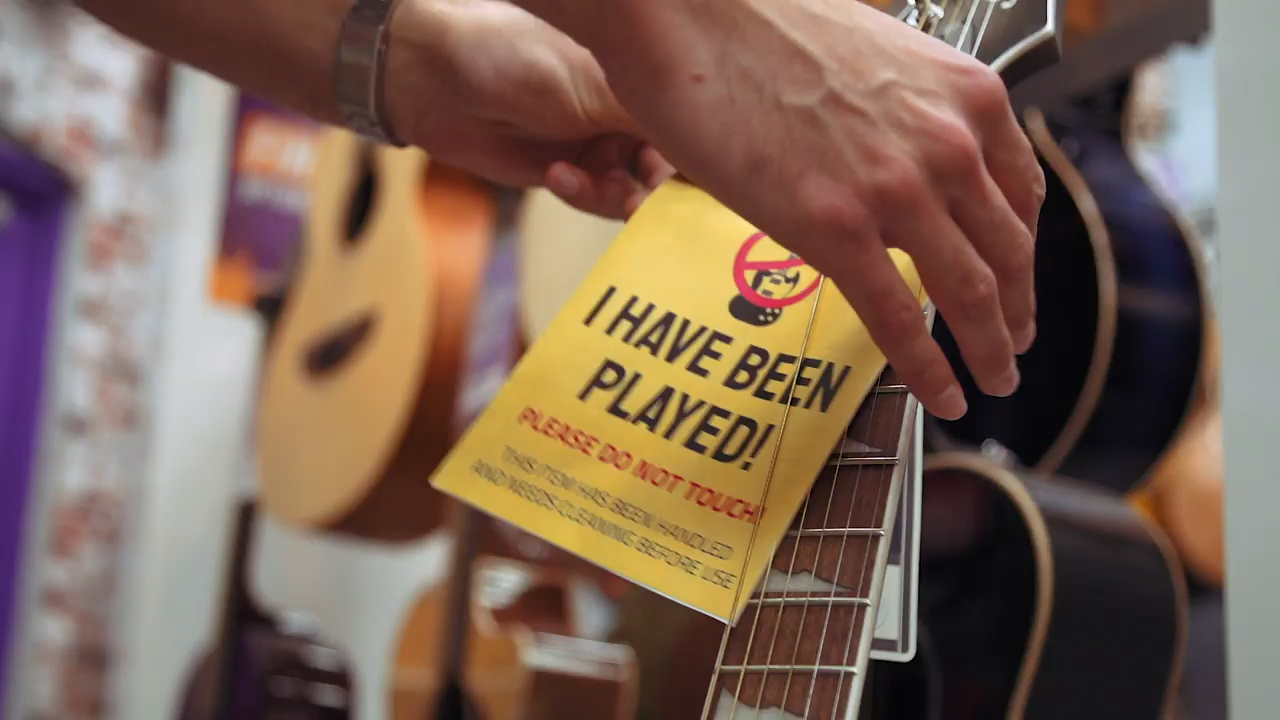 I HAVE BEEN
PLAYED!
PLEASE DO NOT TOUCH!
THIS ITEM HAS BEEN HANDLED
AND NEEDS CLEANING BEFORE USE